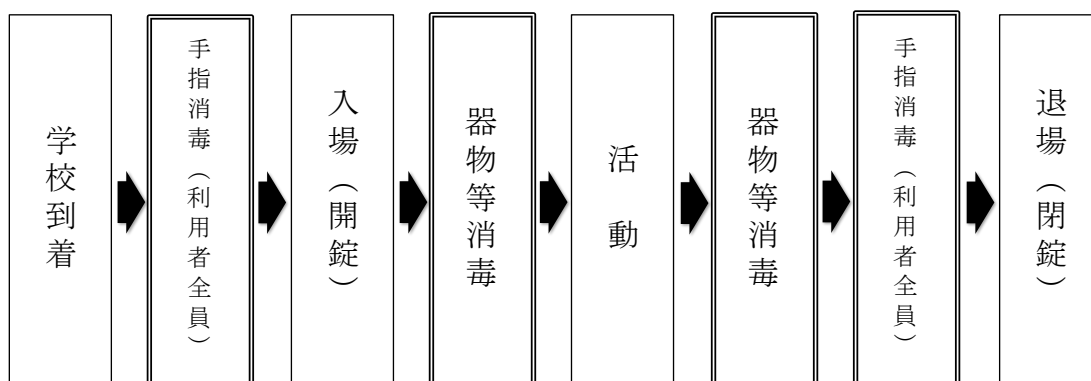 学校到着
手指消毒（利用者全員）
入場（開錠）
器物等消毒
活動
器物等消毒
手指消毒（利用者全員）
退場（閉錠）